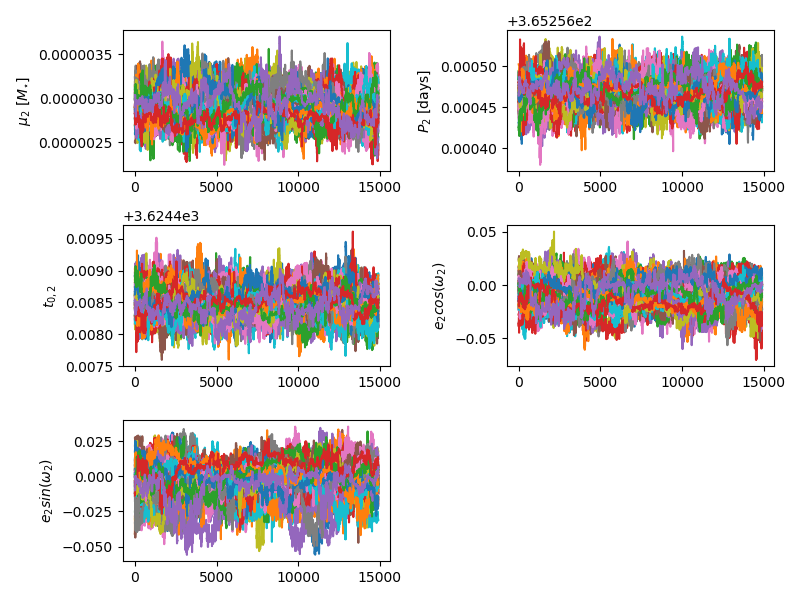 +3.65256e2
μ₂ [M⋆]
0.0000035
0.0000030
0.0000025
0 5000 10000 15000
P₂ [days]
0.00050
0.00045
0.00040
0 5000 10000 15000
+3.6244e3
t₀,₂
0.0095
0.0090
0.0085
0.0080
0.0075
0 5000 10000 15000
e₂cos(ω₂)
0.05
0.00
−0.05
0 5000 10000 15000
e₂sin(ω₂)
0.025
0.000
−0.025
−0.050
0 5000 10000 15000